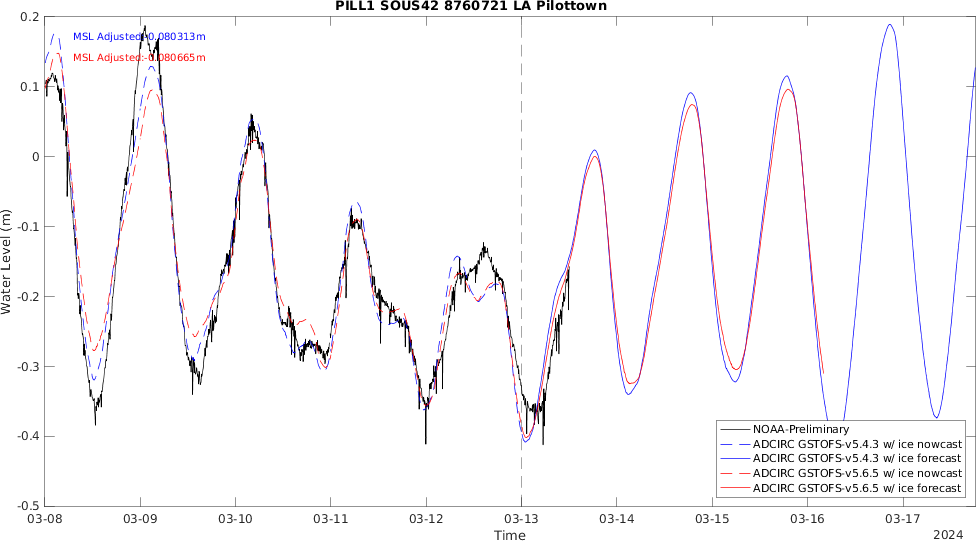 PILL1 SOUS42 8760721 LA Pilottown
MSL Adjusted:-0.080313m
MSL Adjusted:-0.080665m
Water Level (m)
0.2
0.1
0
-0.1
-0.2
-0.3
-0.4
-0.5
NOAA-Preliminary
ADCIRC GSTOFS-v5.4.3 w/ ice nowcast
ADCIRC GSTOFS-v5.4.3 w/ ice forecast
ADCIRC GSTOFS-v5.6.5 w/ ice nowcast
ADCIRC GSTOFS-v5.6.5 w/ ice forecast
03-08 03-09 03-10 03-11 03-12 03-13 03-14 03-15 03-16 03-17
Time
2024